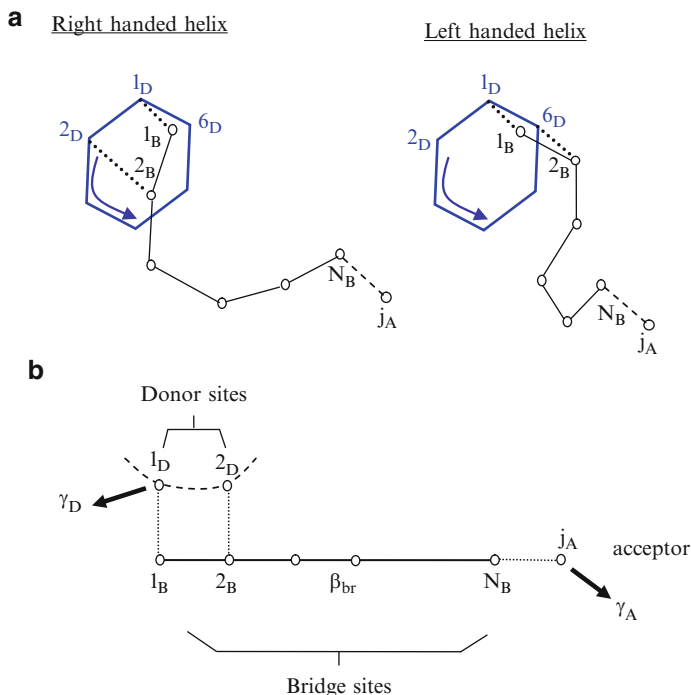 a
Right handed helix
Left handed helix
1D
2D
6D
1B
2B
NB
jA
1D
2D
6D
1B
2B
NB
jA
b
Donor sites
1D
2D
γD
1B
2B
βbr
NB
jA
acceptor
γA
Bridge sites